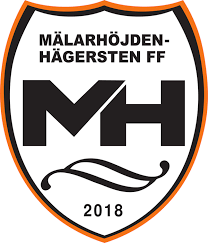 MÄLARHÖJDEN-
HÄGERSTEN FF
MH
2018